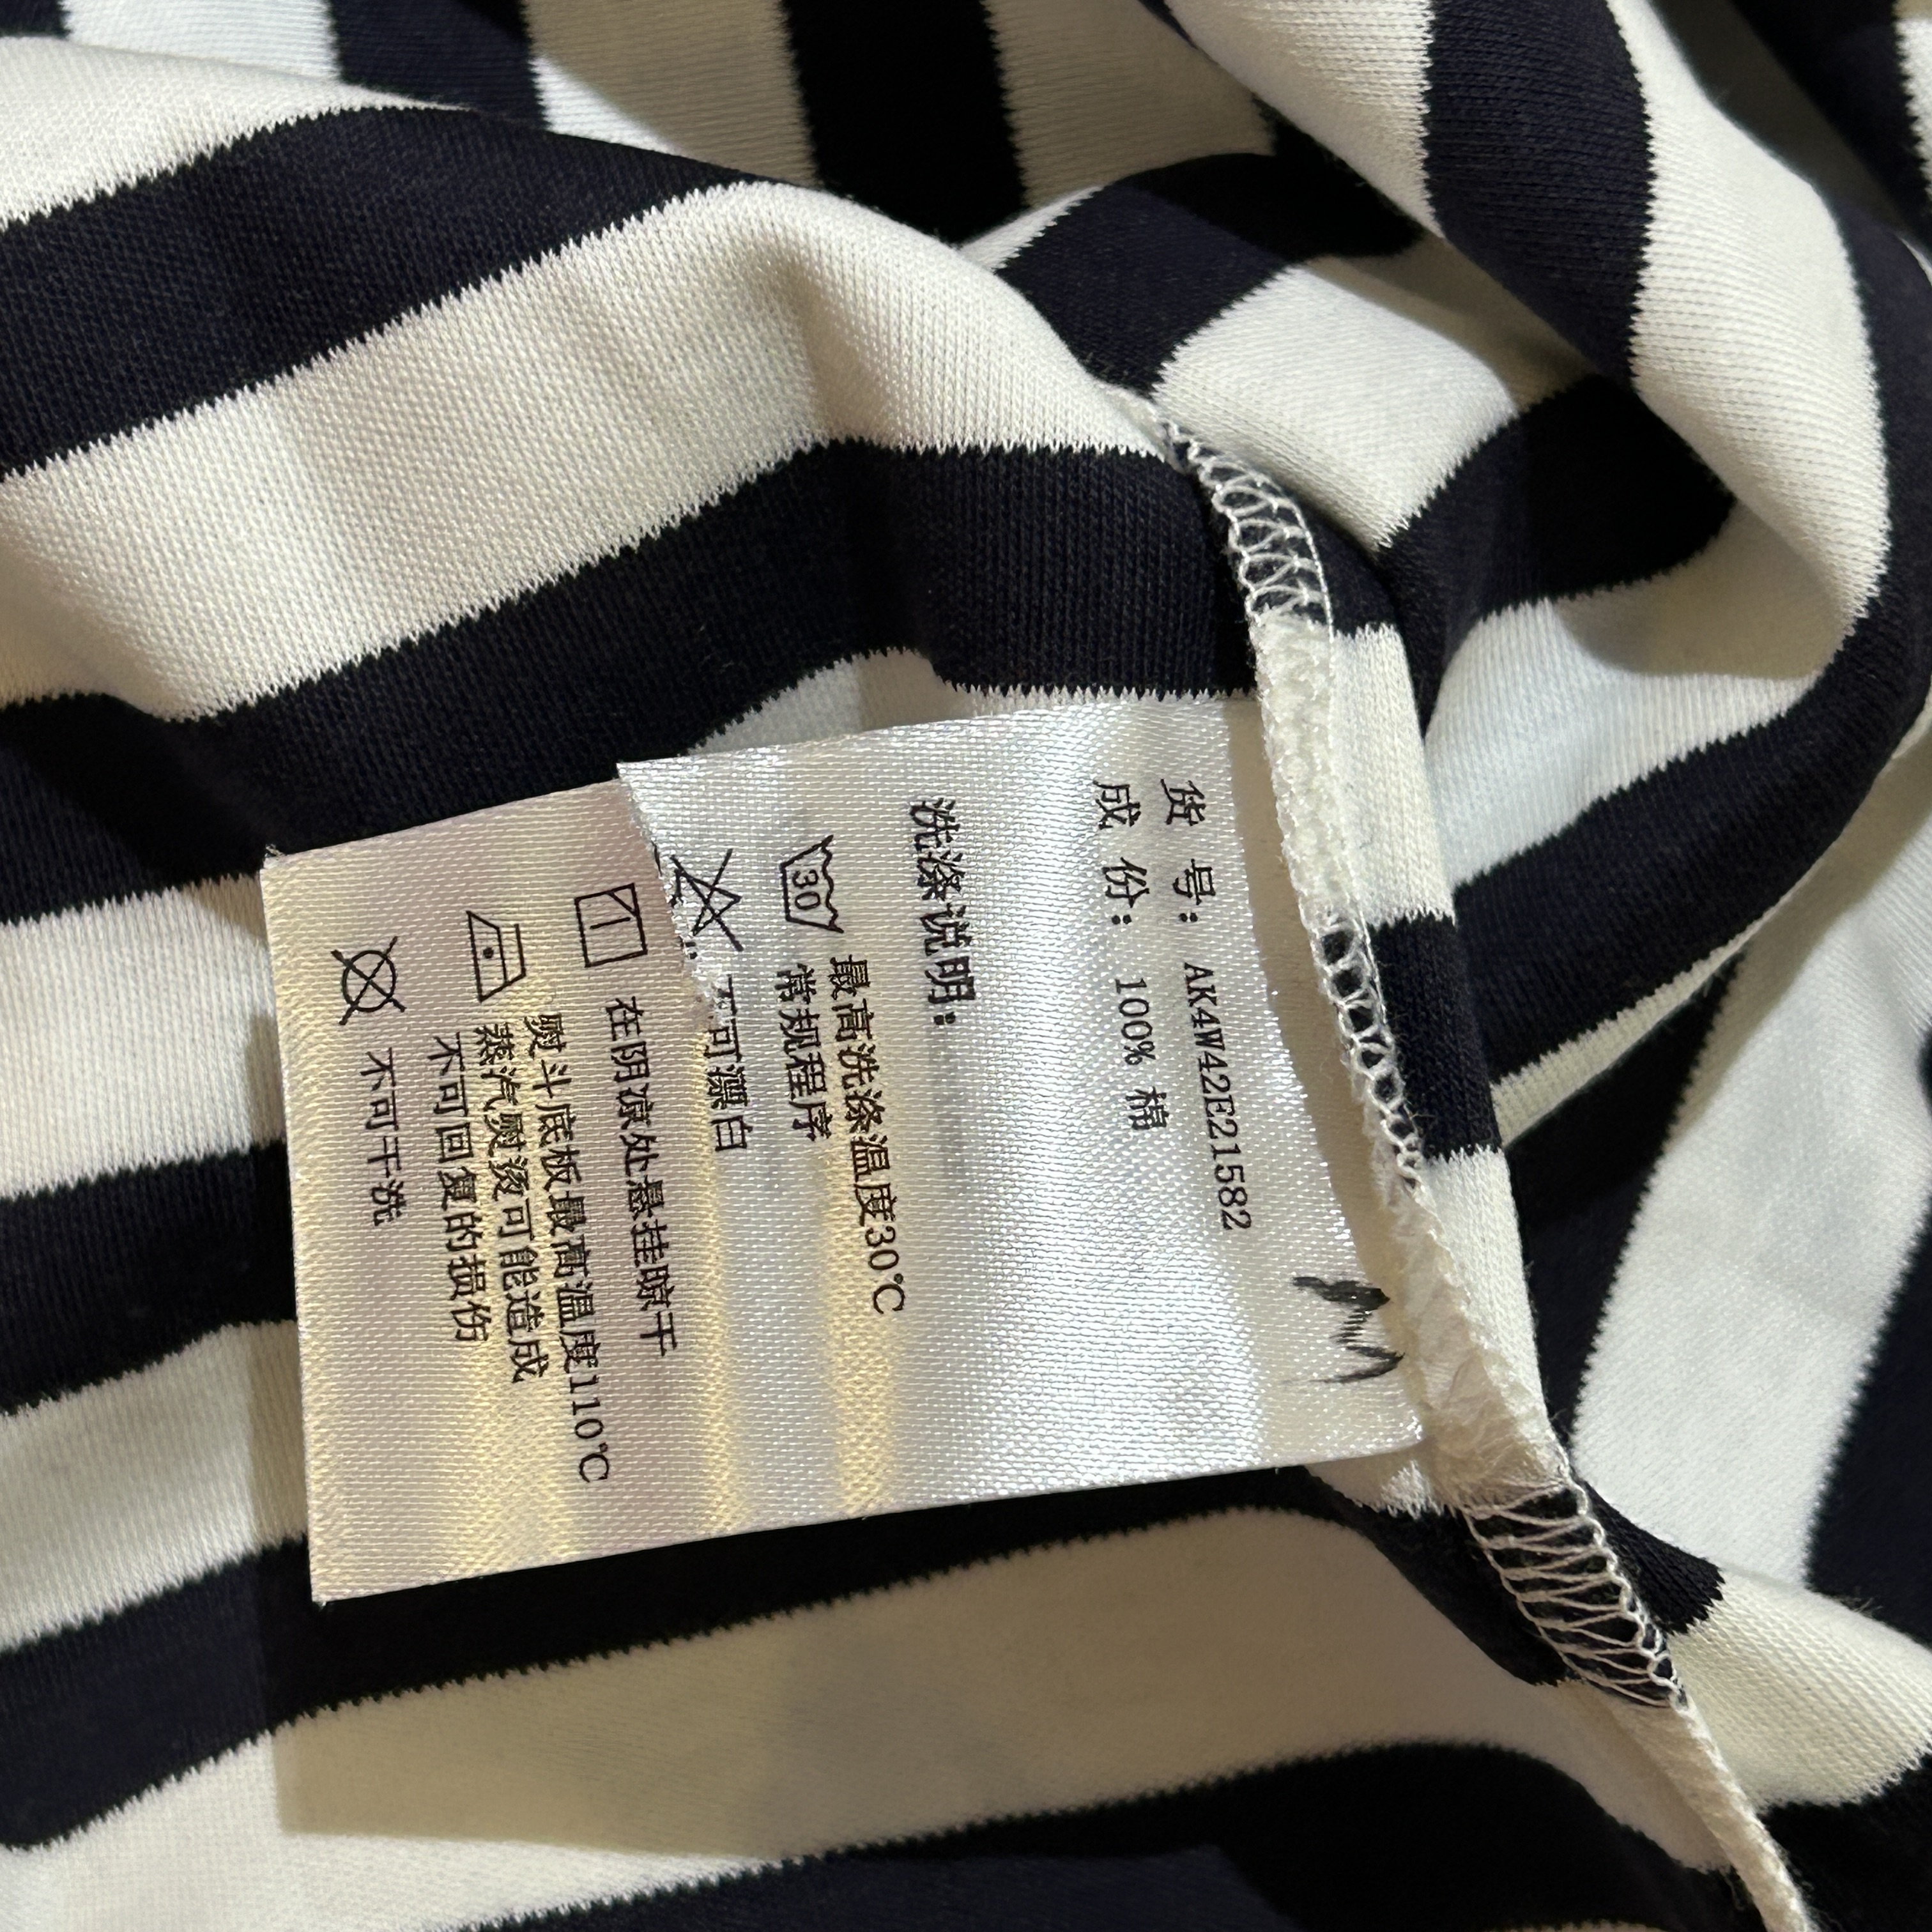 M
货 号: AK4W42E21582
成 份: 100% 棉
洗涤说明:
30 最高洗涤温度30℃
常规程序
不可漂白
在阴凉处悬挂晾干
熨斗底板最高温度110℃
蒸汽熨烫可能造成
不可回复的损伤
不可干洗